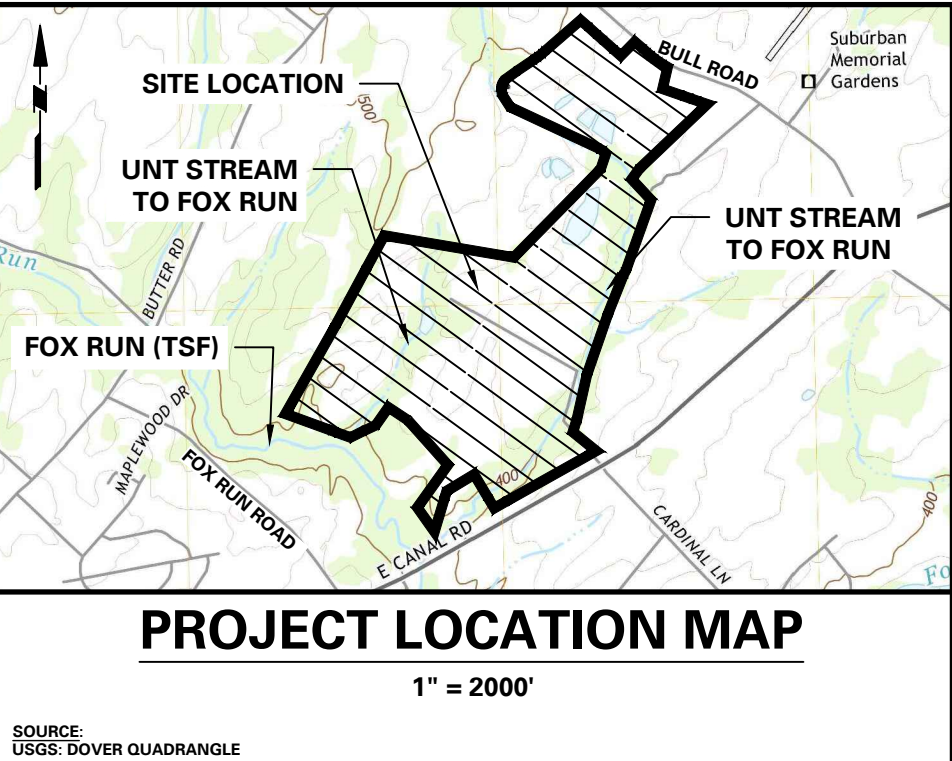 Suburban
Memorial
Gardens
BULL ROAD
SITE LOCATION
500
UNT STREAM
TO FOX RUN
UNT STREAM
TO FOX RUN
Run
BUTTER RD
FOX RUN (TSF)
MAPLEWOOD DR
FOX RUN ROAD
400
E CANAL RD
CARDINAL LN
400
Fo
PROJECT LOCATION MAP
1" = 2000'
SOURCE:
USGS: DOVER QUADRANGLE